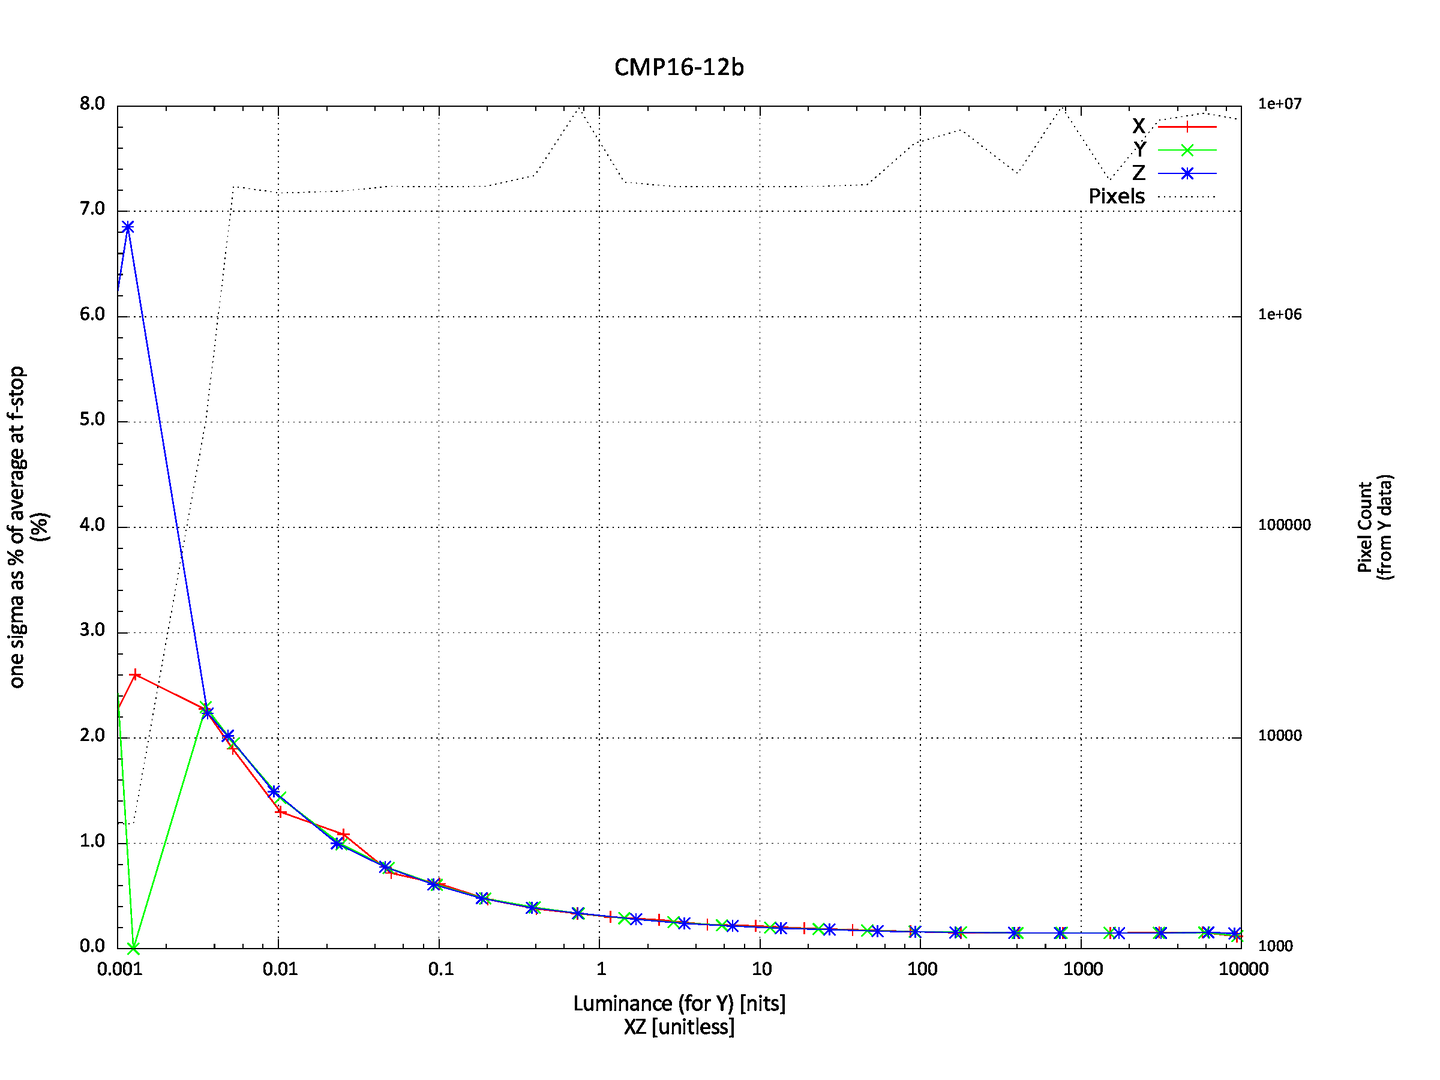 CMP16-12b
8.0
7.0
6.0
5.0
4.0
3.0
2.0
1.0
0.0
one sigma as % of average at f-stop
(%)
1e+07
1e+06
100000
10000
1000
Pixel Count
(from Y data)
X
Y
Z
Pixels
0.001 0.01 0.1 1 10 100 1000 10000
Luminance (for Y) [nits]
XZ [unitless]